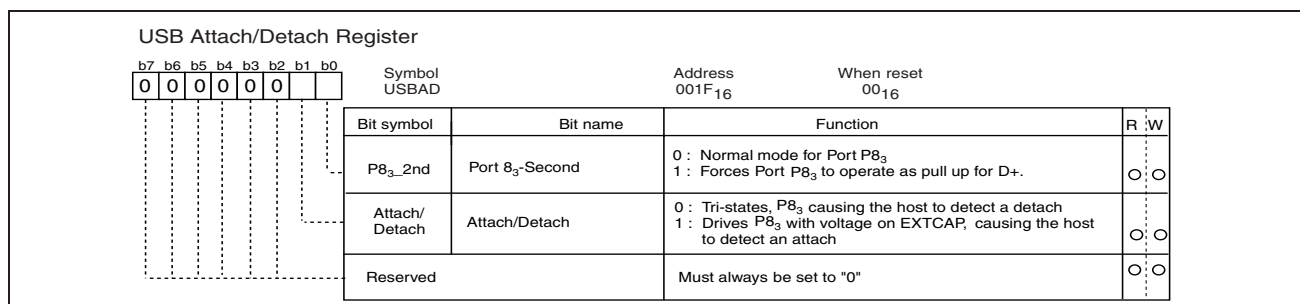 USB Attach/Detach Register
b7 b6 b5 b4 b3 b2 b1 b0
0 0 0 0 0 0
Symbol Address When reset
USBAD 001F16 0016
Bit symbol Bit name Function R W
P83_2nd Port 83-Second 0 : Normal mode for Port P83
1 : Forces Port P83 to operate as pull up for D+. O O
Attach/
Detach Attach/Detach 0 : Tri-states, P83 causing the host to detect a detach
1 : Drives P83 with voltage on EXTCAP, causing the host
to detect an attach O O
Reserved Must always be set to "0" O O